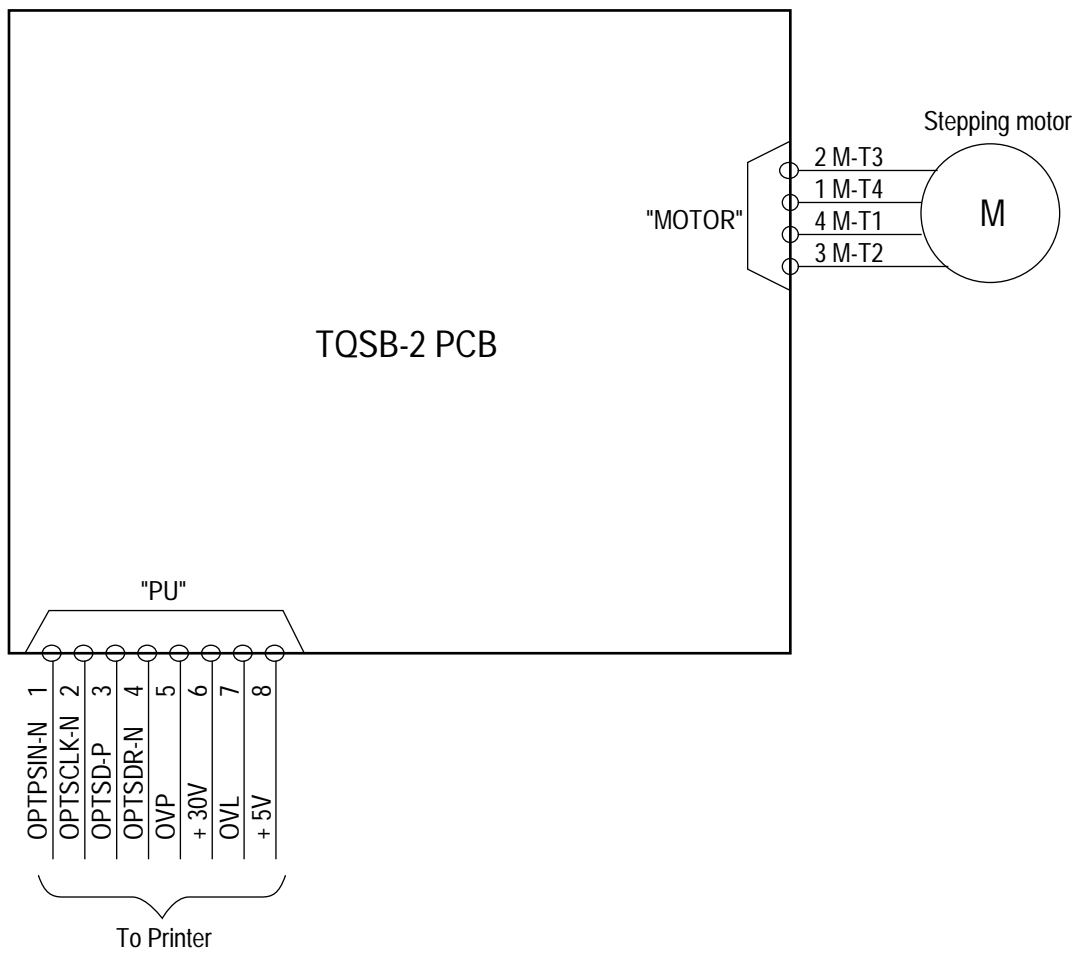 Stepping motor
2 M-T3
1 M-T4
4 M-T1
3 M-T2
"MOTOR"
M
TQSB-2 PCB
"PU"
OPTPSIN-N 1
OPTSCLK-N 2
OPTSD-P 3
OPTSDR-N 4
OVP 5
+ 30V 6
OVL 7
+ 5V 8
To Printer